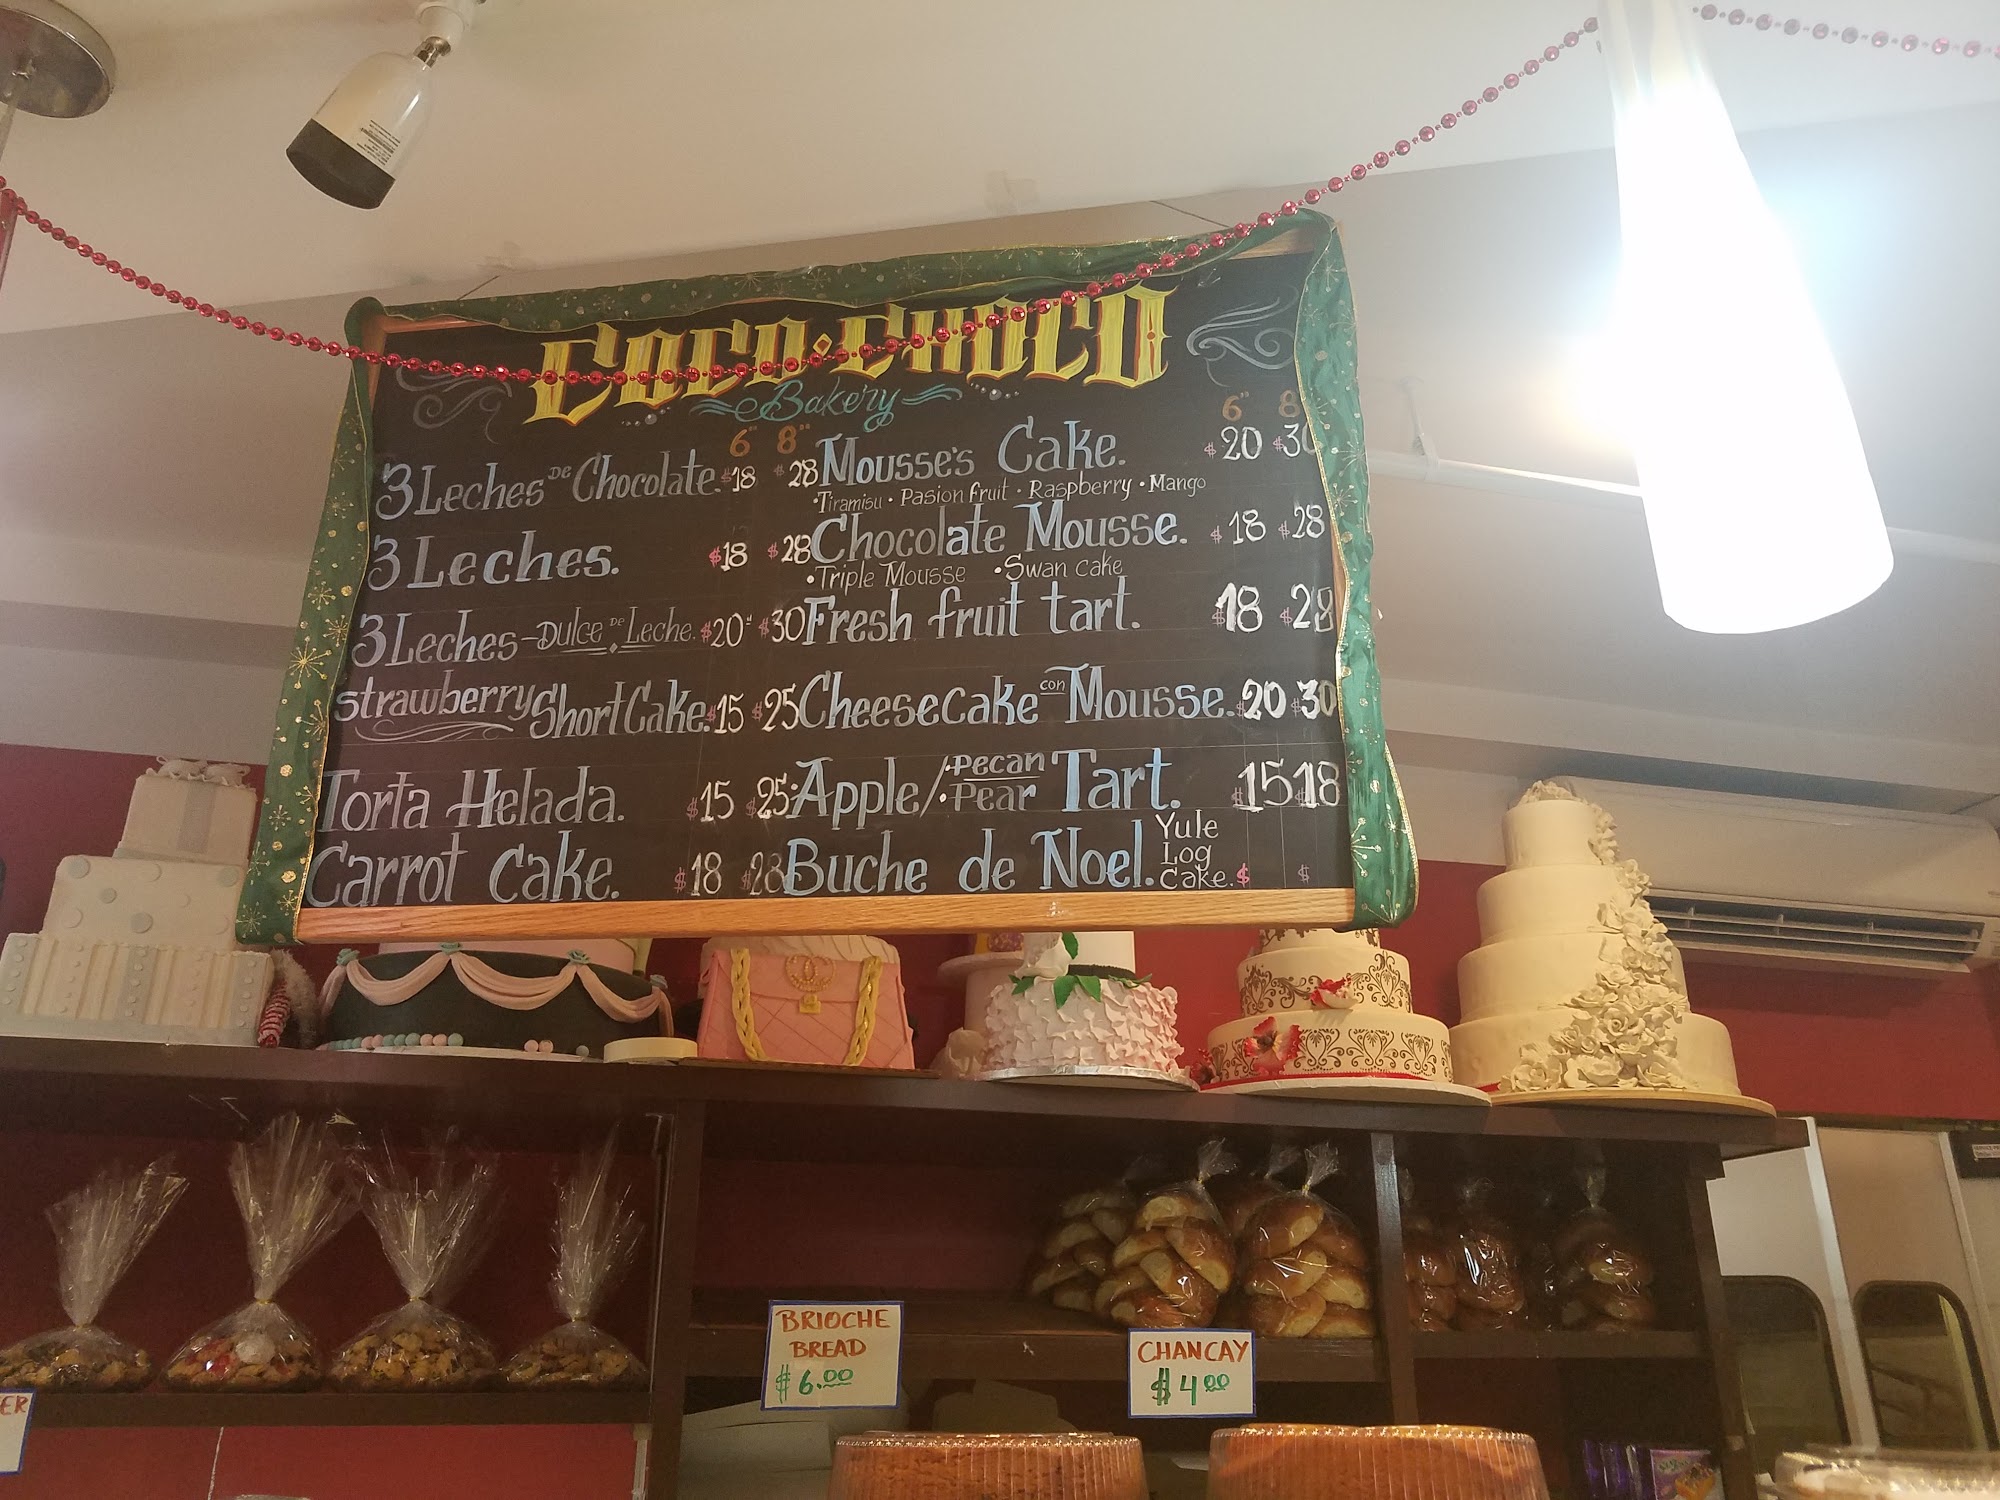 COCO·CHOCO
Bakery
6" 8"
3 Leches DE Chocolate. $18 $28
3 Leches. $18 $28
3 Leches - Dulce DE Leche. $20 $30
Strawberry ShortCake. $15 $25
Torta Helada. $15 $25
Carrot Cake. $18 $28
6" 8
Mousse's Cake. $20 $30
·Tiramisu · Pasion fruit · Raspberry · Mango
Chocolate Mousse. $18 $28
·Triple Mousse ·Swan cake
Fresh fruit tart. $18 $28
Cheesecake con Mousse. $20 $30
Apple/·Pecan ·Pear Tart. $15 18
Buche de Noel. Yule Log Cake. $ $
BRIOCHE
BREAD
$6.00
CHANCAY
$4 00
ER